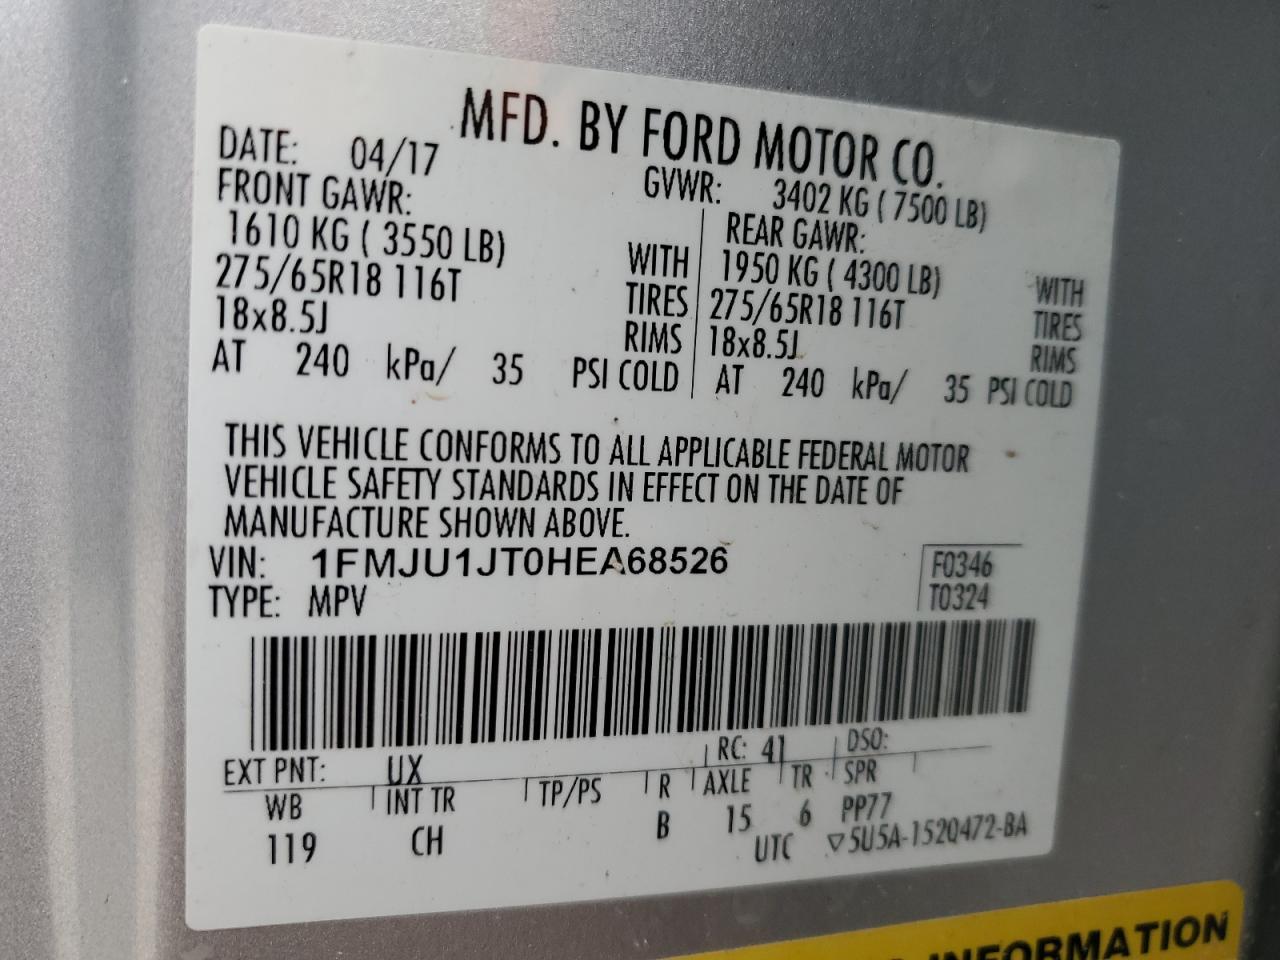 MFD. BY FORD MOTOR CO.
DATE: 04/17 GVWR: 3402 KG ( 7500 LB)
FRONT GAWR: REAR GAWR:
1610 KG ( 3550 LB) WITH 1950 KG ( 4300 LB) WITH
275/65R18 116T TIRES 275/65R18 116T TIRES
18x8.5J RIMS 18x8.5J RIMS
AT 240 kPa/ 35 PSI COLD AT 240 kPa/ 35 PSI COLD
THIS VEHICLE CONFORMS TO ALL APPLICABLE FEDERAL MOTOR
VEHICLE SAFETY STANDARDS IN EFFECT ON THE DATE OF
MANUFACTURE SHOWN ABOVE.
VIN: 1FMJU1JT0HEA68526 F0346
TYPE: MPV T0324
EXT PNT: UX RC: 41 DSO:
WB INT TR TP/PS R AXLE TR SPR
119 CH B 15 6 PP77
UTC ▽5U5A-1520472-BA
INFORMATION